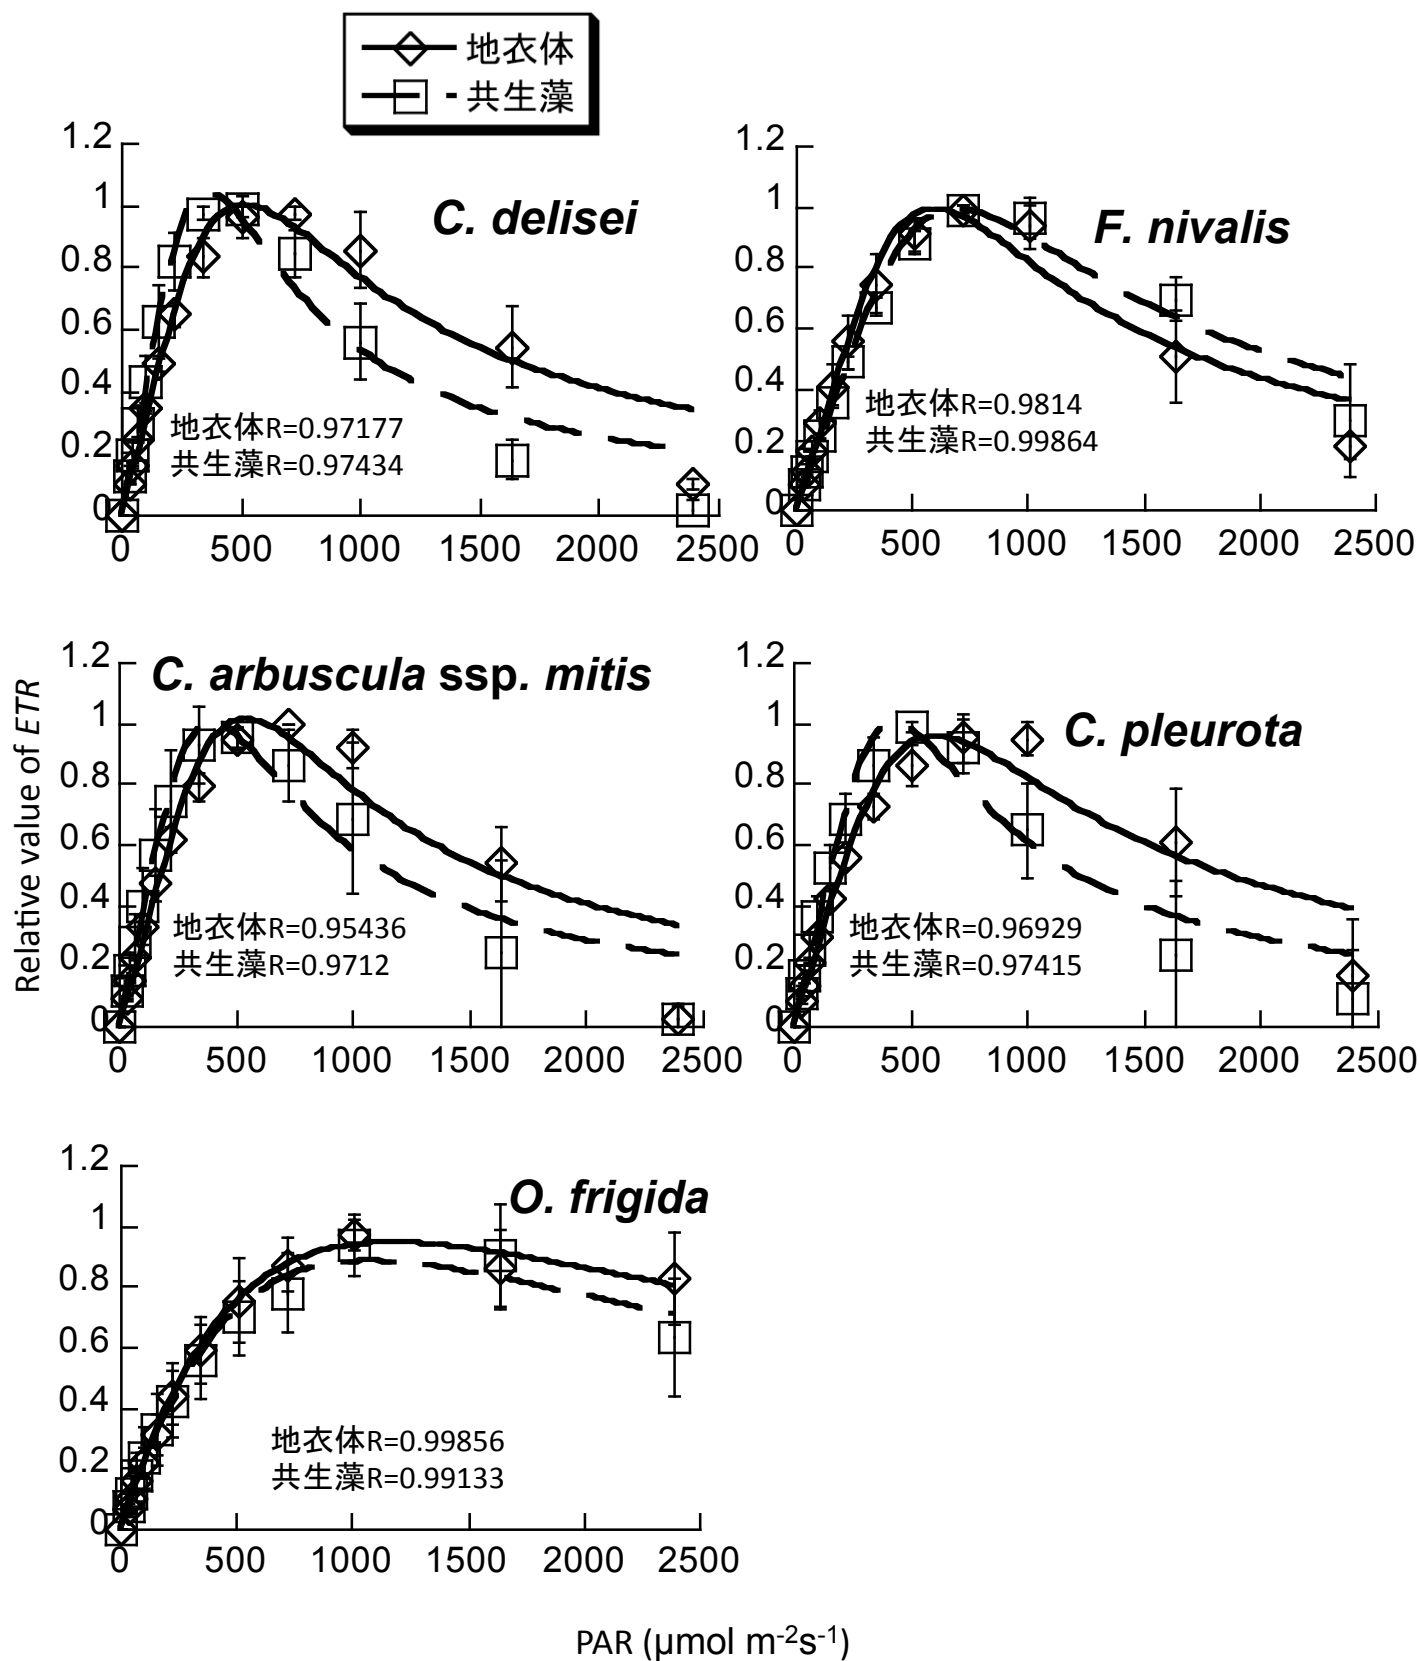 地衣体
共生藻
1.2
1
0.8
0.6
0.4
0.2
0
0 500 1000 1500 2000 2500
C. delisei
地衣体R=0.97177
共生藻R=0.97434
1.2
1
0.8
0.6
0.4
0.2
0
0 500 1000 1500 2000 2500
F. nivalis
地衣体R=0.9814
共生藻R=0.99864
Relative value of ETR
1.2
1
0.8
0.6
0.4
0.2
0
0 500 1000 1500 2000 2500
C. arbuscula ssp. mitis
地衣体R=0.95436
共生藻R=0.9712
1.2
1
0.8
0.6
0.4
0.2
0
0 500 1000 1500 2000 2500
C. pleurota
地衣体R=0.96929
共生藻R=0.97415
1.2
1
0.8
0.6
0.4
0.2
0
0 500 1000 1500 2000 2500
O. frigida
地衣体R=0.99856
共生藻R=0.99133
PAR (μmol m-2s-1)